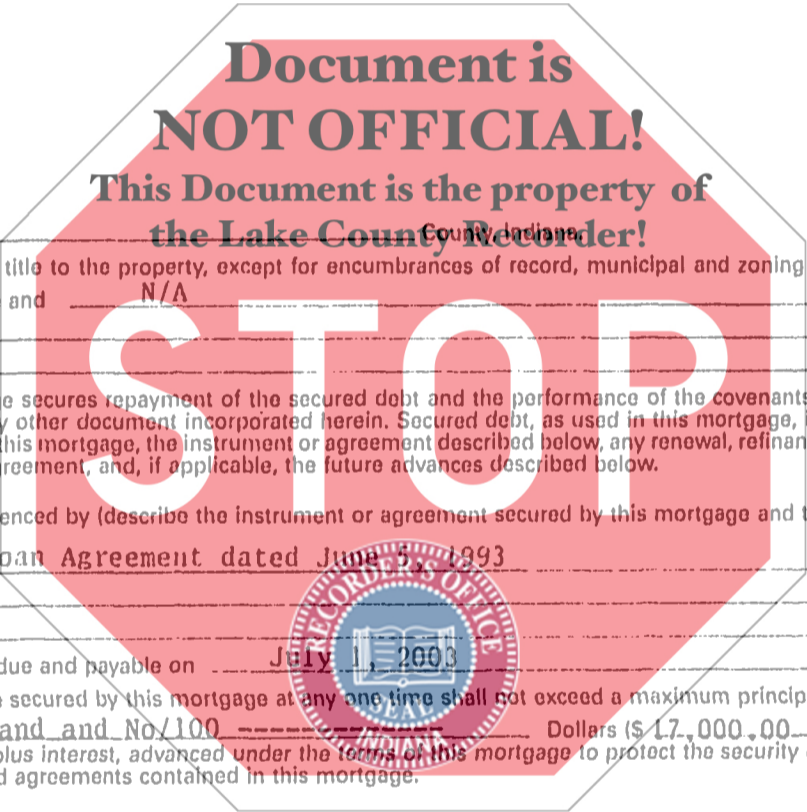 Document is
NOT OFFICIAL!
This Document is the property of
the Lake County Recorder!
County, Indiana.
title to the property, except for encumbrances of record, municipal and zoning
and N/A
STOP
e secures repayment of the secured debt and the performance of the covenants
y other document incorporated herein. Secured debt, as used in this mortgage,
this mortgage, the instrument or agreement described below, any renewal, refinan
reement, and, if applicable, the future advances described below.
enced by (describe the instrument or agreement secured by this mortgage and t
oan Agreement dated June 5, 1993
RECORDER'S OFFICE
due and payable on July 1, 2003
secured by this mortgage at any one time shall not exceed a maximum princip
SEAL
and and No/100 Dollars ($ 17,000.00
INDIANA
plus interest, advanced under the terms of this mortgage to protect the security
d agreements contained in this mortgage.